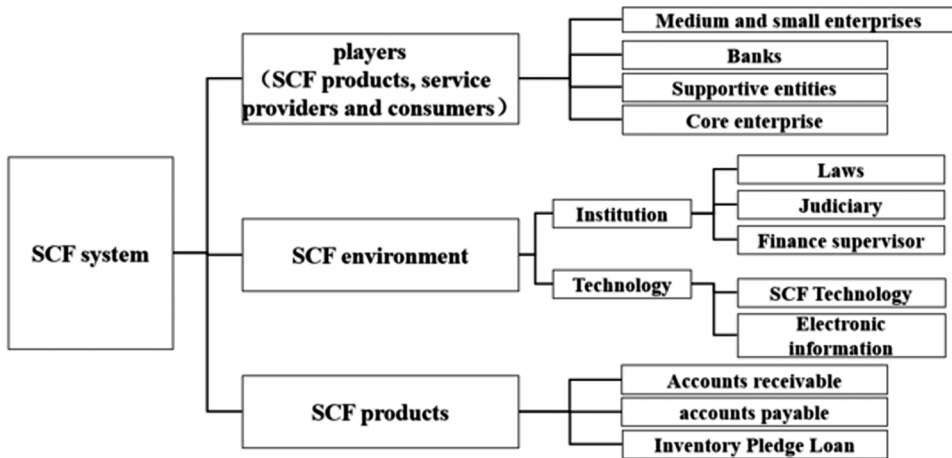 SCF system
players
（SCF products, service
providers and consumers）
Medium and small enterprises
Banks
Supportive entities
Core enterprise
SCF environment
Institution
Laws
Judiciary
Finance supervisor
Technology
SCF Technology
Electronic
information
SCF products
Accounts receivable
accounts payable
Inventory Pledge Loan